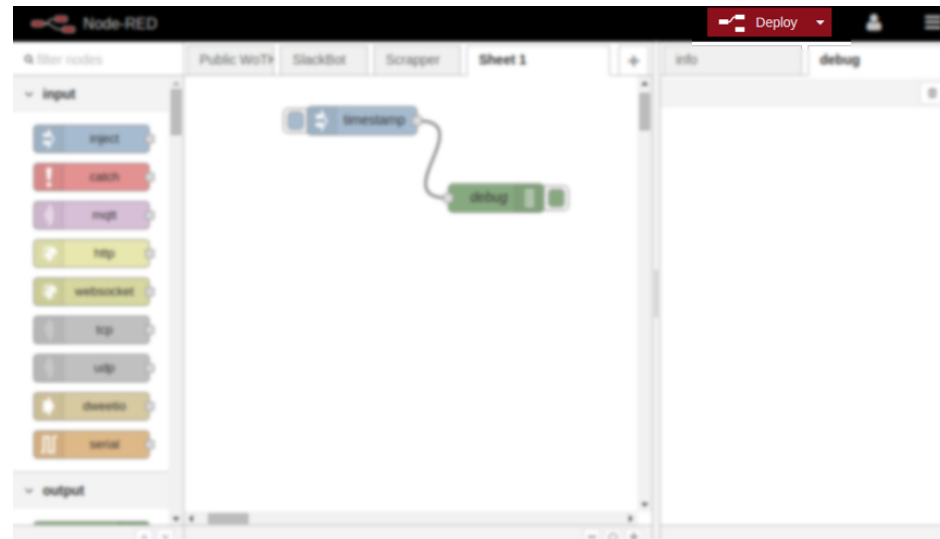 Node-RED
Deploy
filter nodes
Public WoTH
SlackBot
Scrapper
Sheet 1
+
info
debug
input
inject
catch
mqtt
http
websocket
tcp
udp
dweetio
serial
output
timestamp
debug